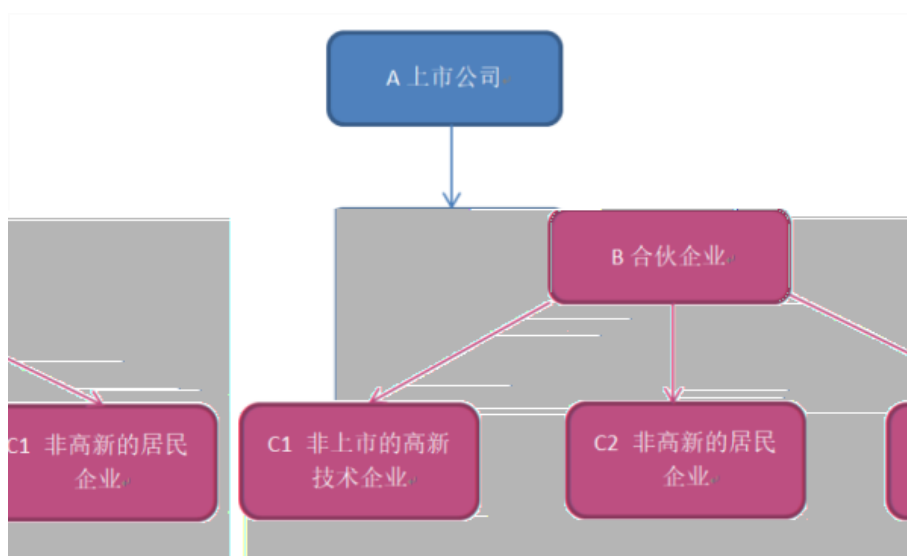 A 上市公司
B 合伙企业
C1 非高新的居民
企业
C1 非上市的高新
技术企业
C2 非高新的居民
企业